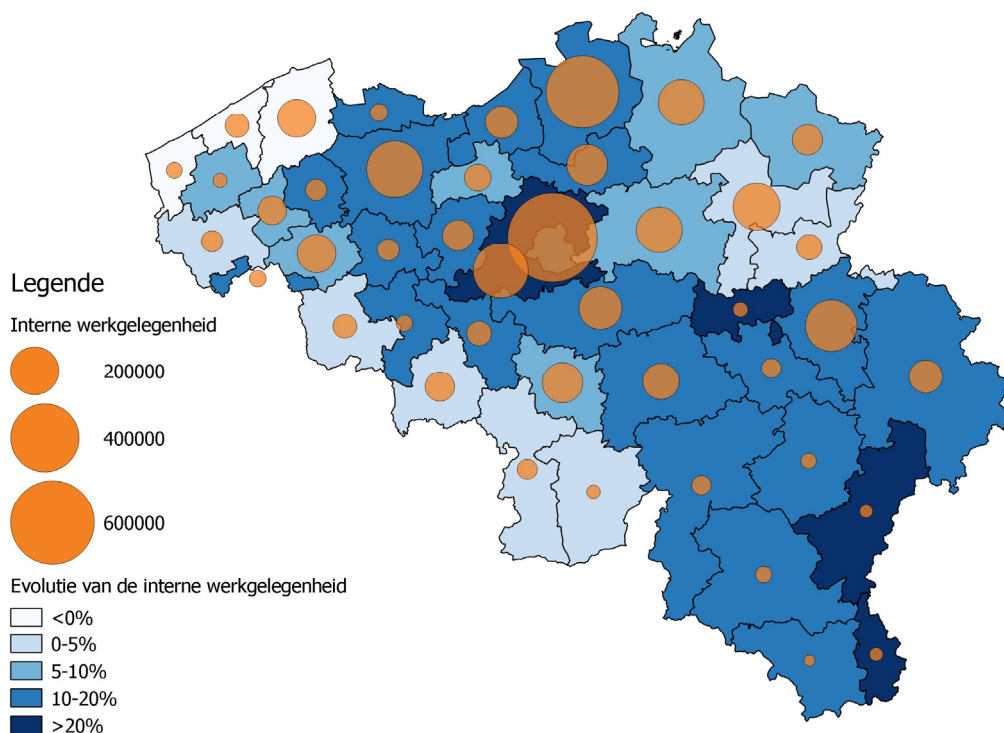 Legende
Interne werkgelegenheid
200000
400000
600000
Evolutie van de interne werkgelegenheid
<0%
0-5%
5-10%
10-20%
>20%